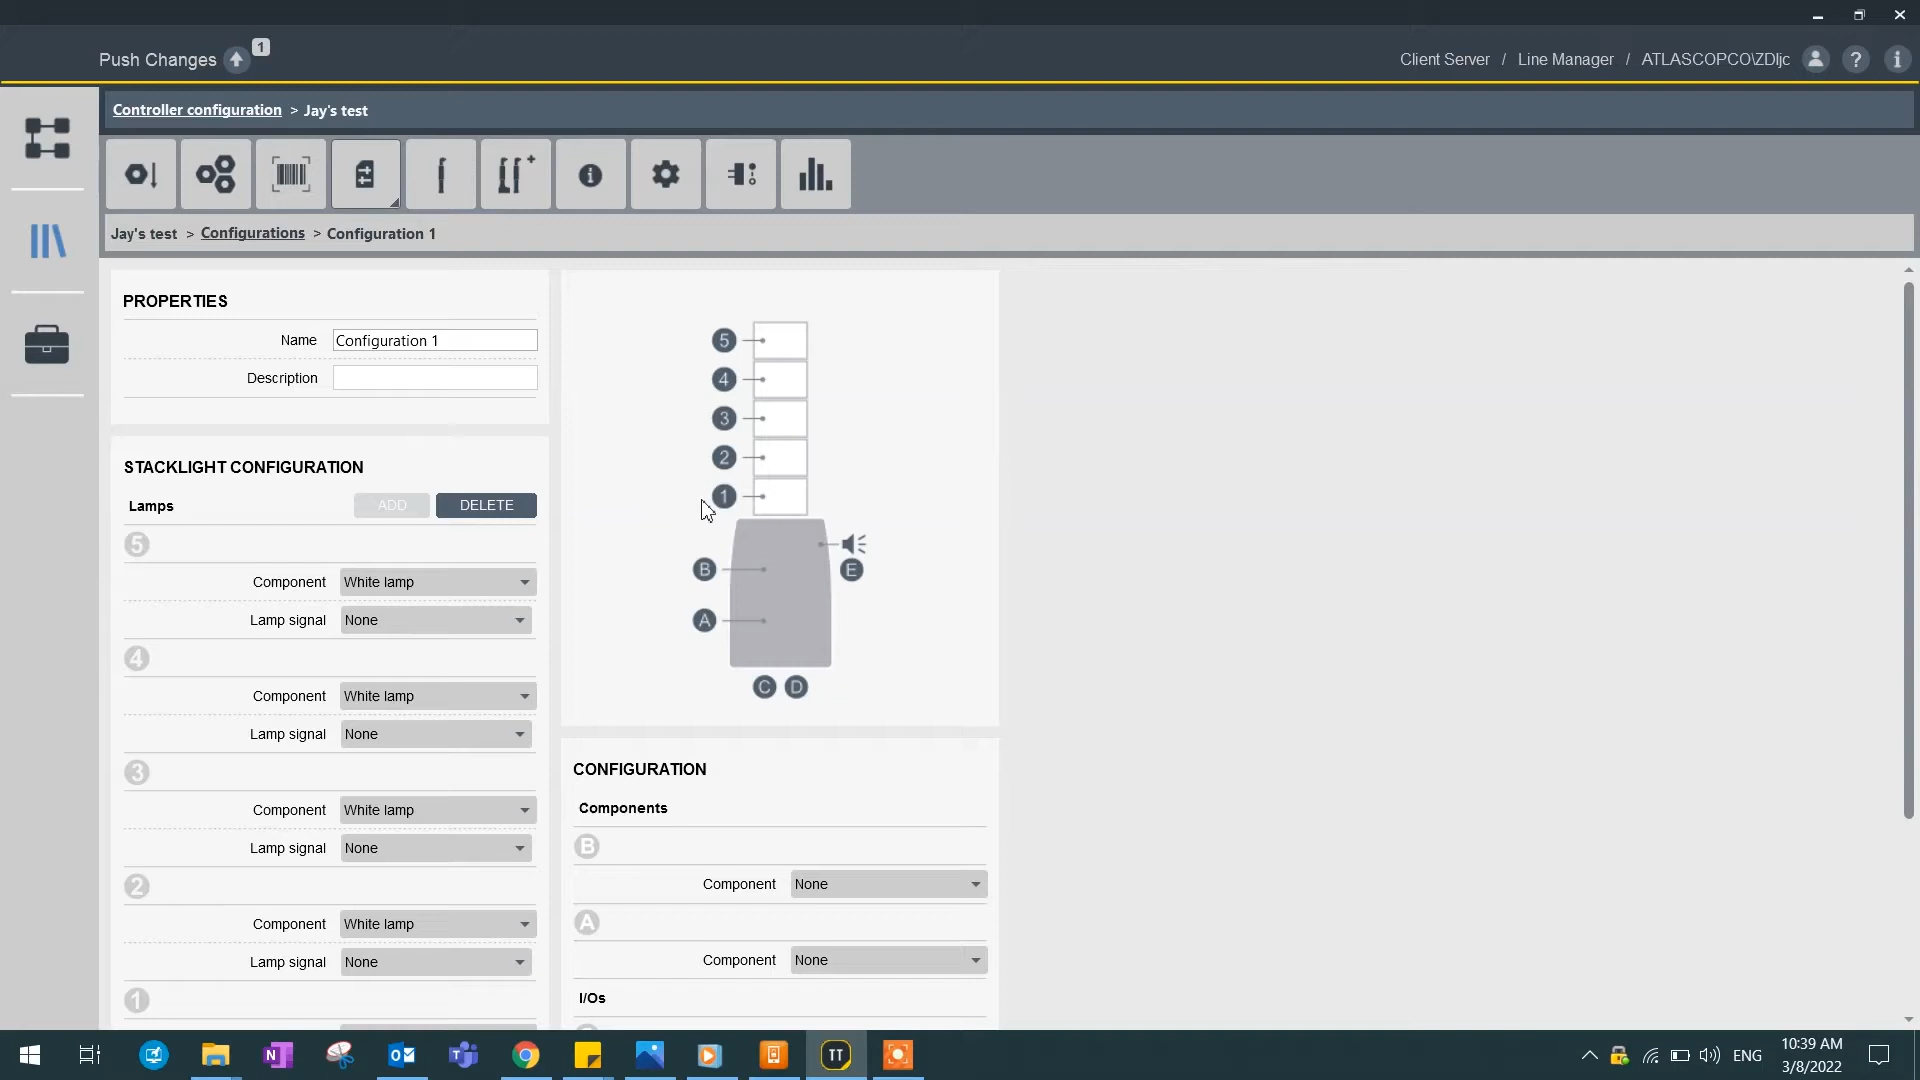 Push Changes 1
Client Server / Line Manager / ATLASCOPCO\ZDljc ? i
Controller configuration > Jay's test
Jay's test > Configurations > Configuration 1
PROPERTIES
Name Configuration 1
Description
STACKLIGHT CONFIGURATION
Lamps ADD DELETE
5
Component White lamp
Lamp signal None
4
Component White lamp
Lamp signal None
3
Component White lamp
Lamp signal None
2
Component White lamp
Lamp signal None
1
5
4
3
2
1
B E
A
C D
CONFIGURATION
Components
B
Component None
A
Component None
I/Os
ENG
10:39 AM
3/8/2022